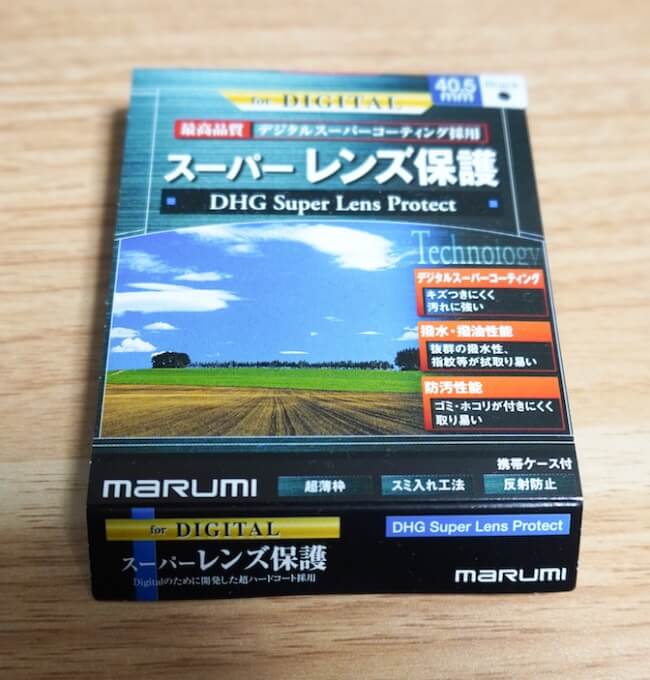 for DIGITAL
40.5
mm
最高品質 デジタルスーパーコーティング採用
スーパーレンズ保護
DHG Super Lens Protect
Technology
デジタルスーパーコーティング
キズつきにくく
汚れに強い
撥水・撥油性能
抜群の撥水性、
指紋等が拭取り易い
防汚性能
ゴミ・ホコリが付きにくく
取り易い
携帯ケース付
marumi 超薄枠 スミ入れ工法 反射防止
for DIGITAL
DHG Super Lens Protect
スーパーレンズ保護
Digitalのために開発した超ハードコート採用
marumi